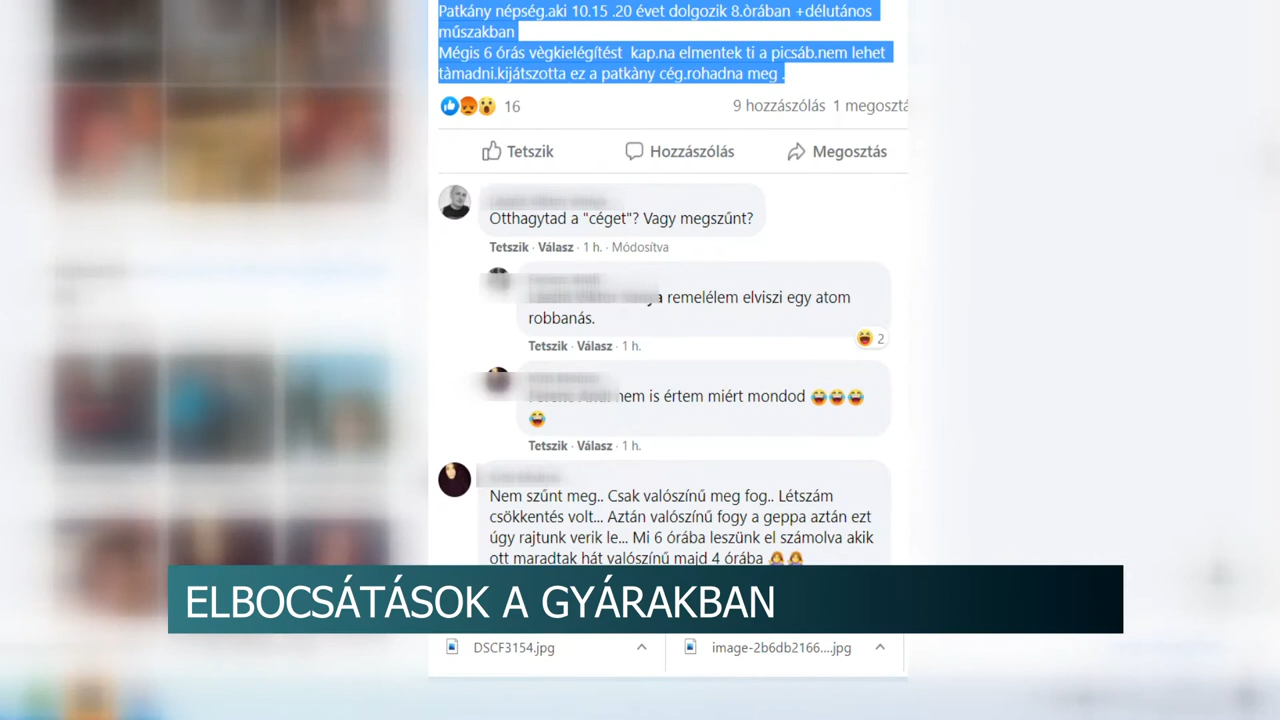 Patkány népség.aki 10.15 .20 évet dolgozik 8.òrában +délutános
műszakban
Mégis 6 órás vègkielégítést kap.na elmentek ti a picsáb.nem lehet
tàmadni.kijátszotta ez a patkàny cég.rohadna meg .
16
9 hozzászólás 1 megosztá
Tetszik
Hozzászólás
Megosztás
Otthagytad a "céget"? Vagy megszűnt?
Tetszik · Válasz · 1 h. · Módosítva
remelélem elviszi egy atom
robbanás.
2
Tetszik · Válasz · 1 h.
nem is értem miért mondod 😂😂😂
😂
Tetszik · Válasz · 1 h.
Nem szűnt meg.. Csak valószínű meg fog.. Létszám
csökkentés volt... Aztán valószínű fogy a geppa aztán ezt
úgy rajtunk verik le... Mi 6 órába leszünk el számolva akik
ott maradtak hát valószínű majd 4 órába 🤦‍♀️🤦‍♀️
ELBOCSÁTÁSOK A GYÁRAKBAN
DSCF3154.jpg
image-2b6db2166....jpg